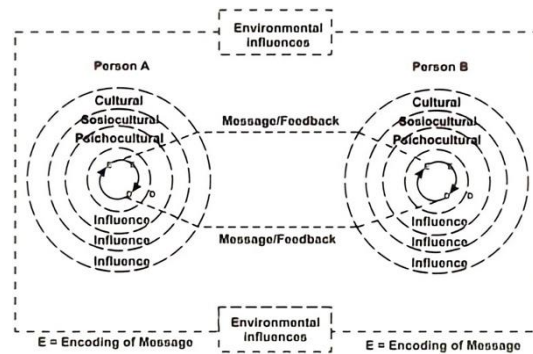 Environmental
influences
Person A
Person B
Cultural
Sosiocultural
Psichocultural
Message/Feedback
Cultural
Sosiocultural
Psichocultural
E
E
D
D
Influence
Influence
Influence
Message/Feedback
E
E
D
D
Influence
Influence
Influence
Environmental
influences
E = Encoding of Message
E = Encoding of Message